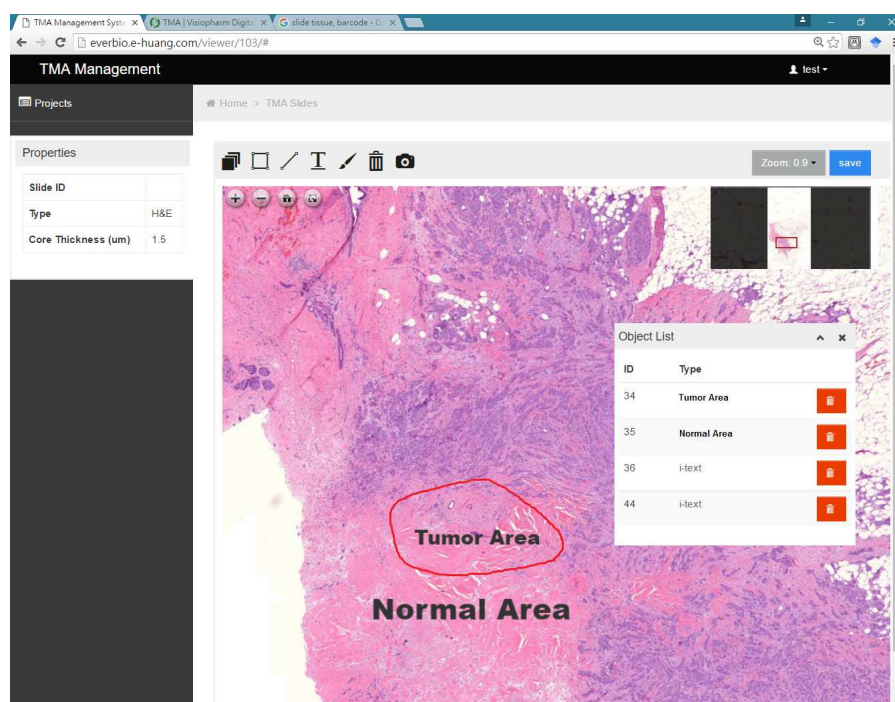 TMA Management Syste
TMA | Visiopharm Digita
slide tissue, barcode - G
everbio.e-huang.com/viewer/103/#
TMA Management
test
Projects
Home > TMA Slides
Properties
Slide ID
Type H&E
Core Thickness (um) 1.5
T
Zoom: 0.9
save
Object List
ID Type
34 Tumor Area
35 Normal Area
36 i-text
44 i-text
Tumor Area
Normal Area